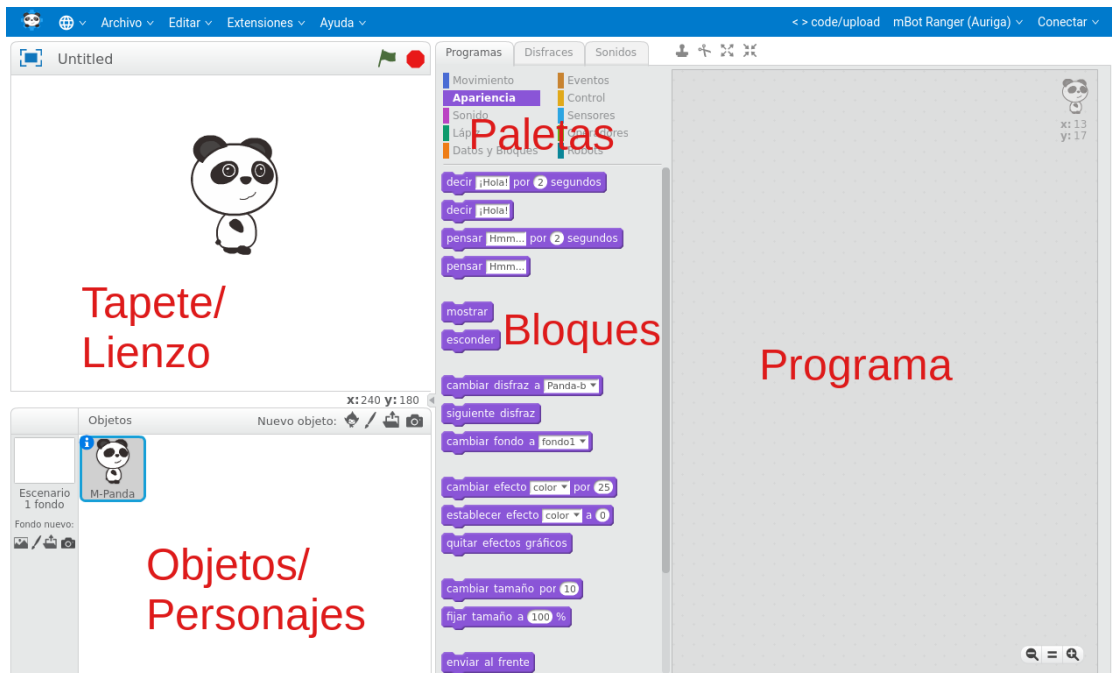 Archivo Editar Extensiones Ayuda < > code/upload mBot Ranger (Auriga) Conectar
Untitled
Tapete/
Lienzo
x: 240 y: 180
Objetos Nuevo objeto:
Escenario
1 fondo
Fondo nuevo:
M-Panda
Objetos/
Personajes
Programas Disfraces Sonidos
Movimiento Eventos
Apariencia Control
Sonido Sensores
Lápiz Operadores
Datos y Bloques Robots
Paletas
decir ¡Hola! por 2 segundos
decir ¡Hola!
pensar Hmm... por 2 segundos
pensar Hmm...
mostrar
esconder
Bloques
cambiar disfraz a Panda-b
siguiente disfraz
cambiar fondo a fondo1
cambiar efecto color por 25
establecer efecto color a 0
quitar efectos gráficos
cambiar tamaño por 10
fijar tamaño a 100 %
enviar al frente
x: 13
y: 17
Programa